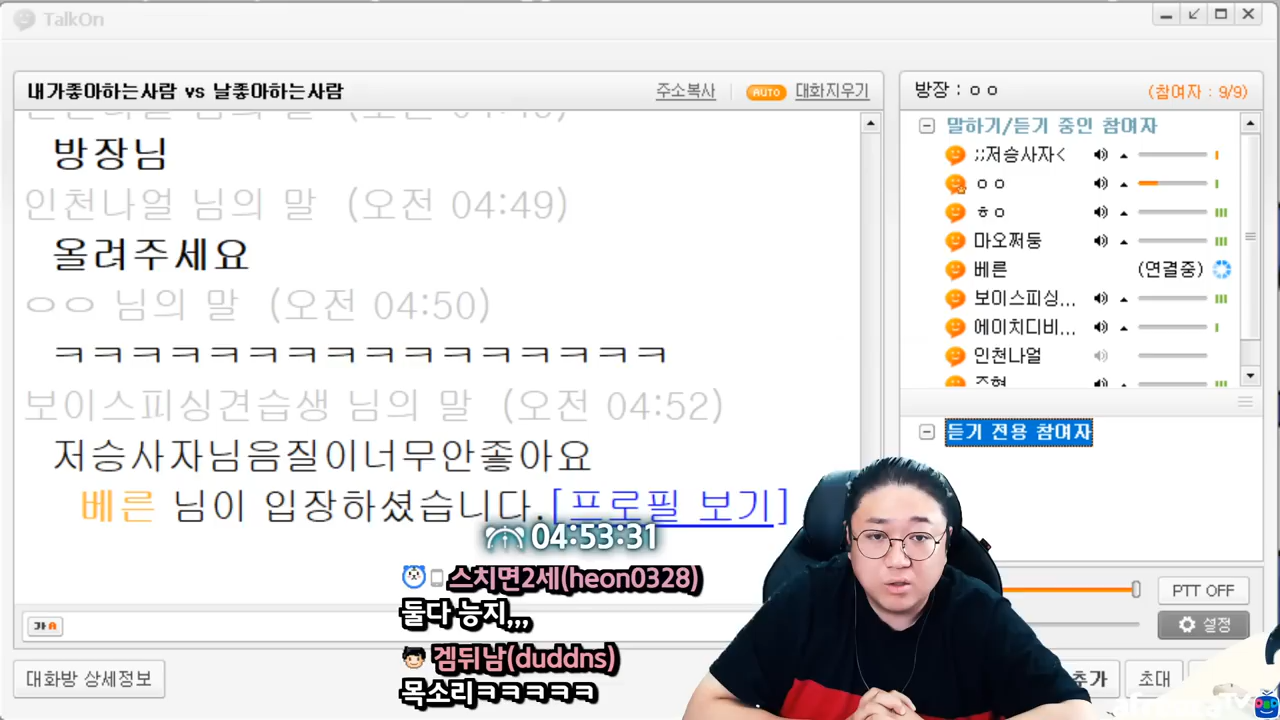 TalkOn
내가좋아하는사람 vs 날좋아하는사람
주소복사
AUTO
대화지우기
방장님
인천나얼 님의 말 (오전 04:49)
올려주세요
ㅇㅇ 님의 말 (오전 04:50)
ㅋㅋㅋㅋㅋㅋㅋㅋㅋㅋㅋㅋㅋㅋㅋㅋ
보이스피싱견습생 님의 말 (오전 04:52)
저승사자님음질이너무안좋아요
베른 님이 입장하셨습니다.[프로필 보기]
04:53:31
스치면2세(heon0328)
둘다 능지,,,
겜뒤남(duddns)
목소리ㅋㅋㅋㅋㅋ
가A
대화방 상세정보
방장 : ㅇㅇ
(참여자 : 9/9)
말하기/듣기 중인 참여자
;;저승사자<
ㅇㅇ
ㅎㅇ
마오쩌둥
베른 (연결중)
보이스피싱...
에이치디비...
인천나얼
듣기 전용 참여자
PTT OFF
설정
추가
초대